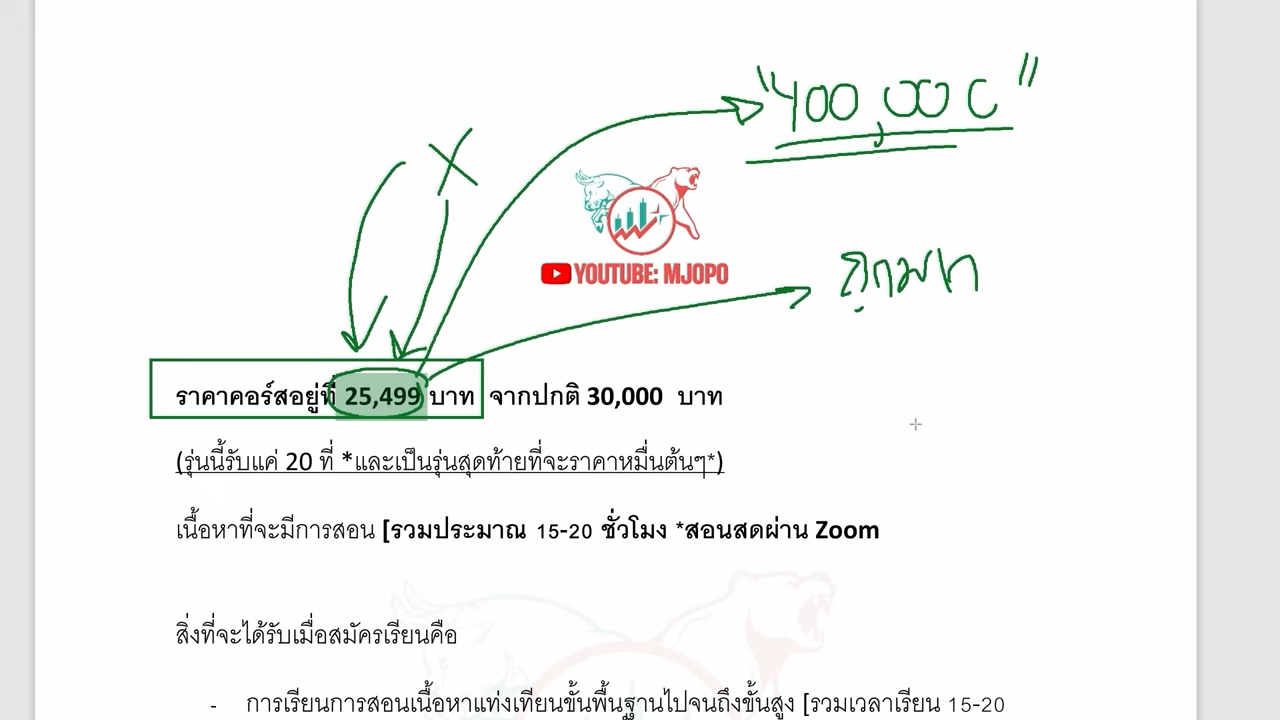 "400,000"
X
YOUTUBE: MJOPO
ถูกมาก
ราคาคอร์สอยู่ที่ 25,499 บาท จากปกติ 30,000 บาท
(รุ่นนี้รับแค่ 20 ที่ *และเป็นรุ่นสุดท้ายที่จะราคาหมื่นต้นๆ*)
เนื้อหาที่จะมีการสอน [รวมประมาณ 15-20 ชั่วโมง *สอนสดผ่าน Zoom
สิ่งที่จะได้รับเมื่อสมัครเรียนคือ
- การเรียนการสอนเนื้อหาแท่งเทียนขั้นพื้นฐานไปจนถึงขั้นสูง [รวมเวลาเรียน 15-20